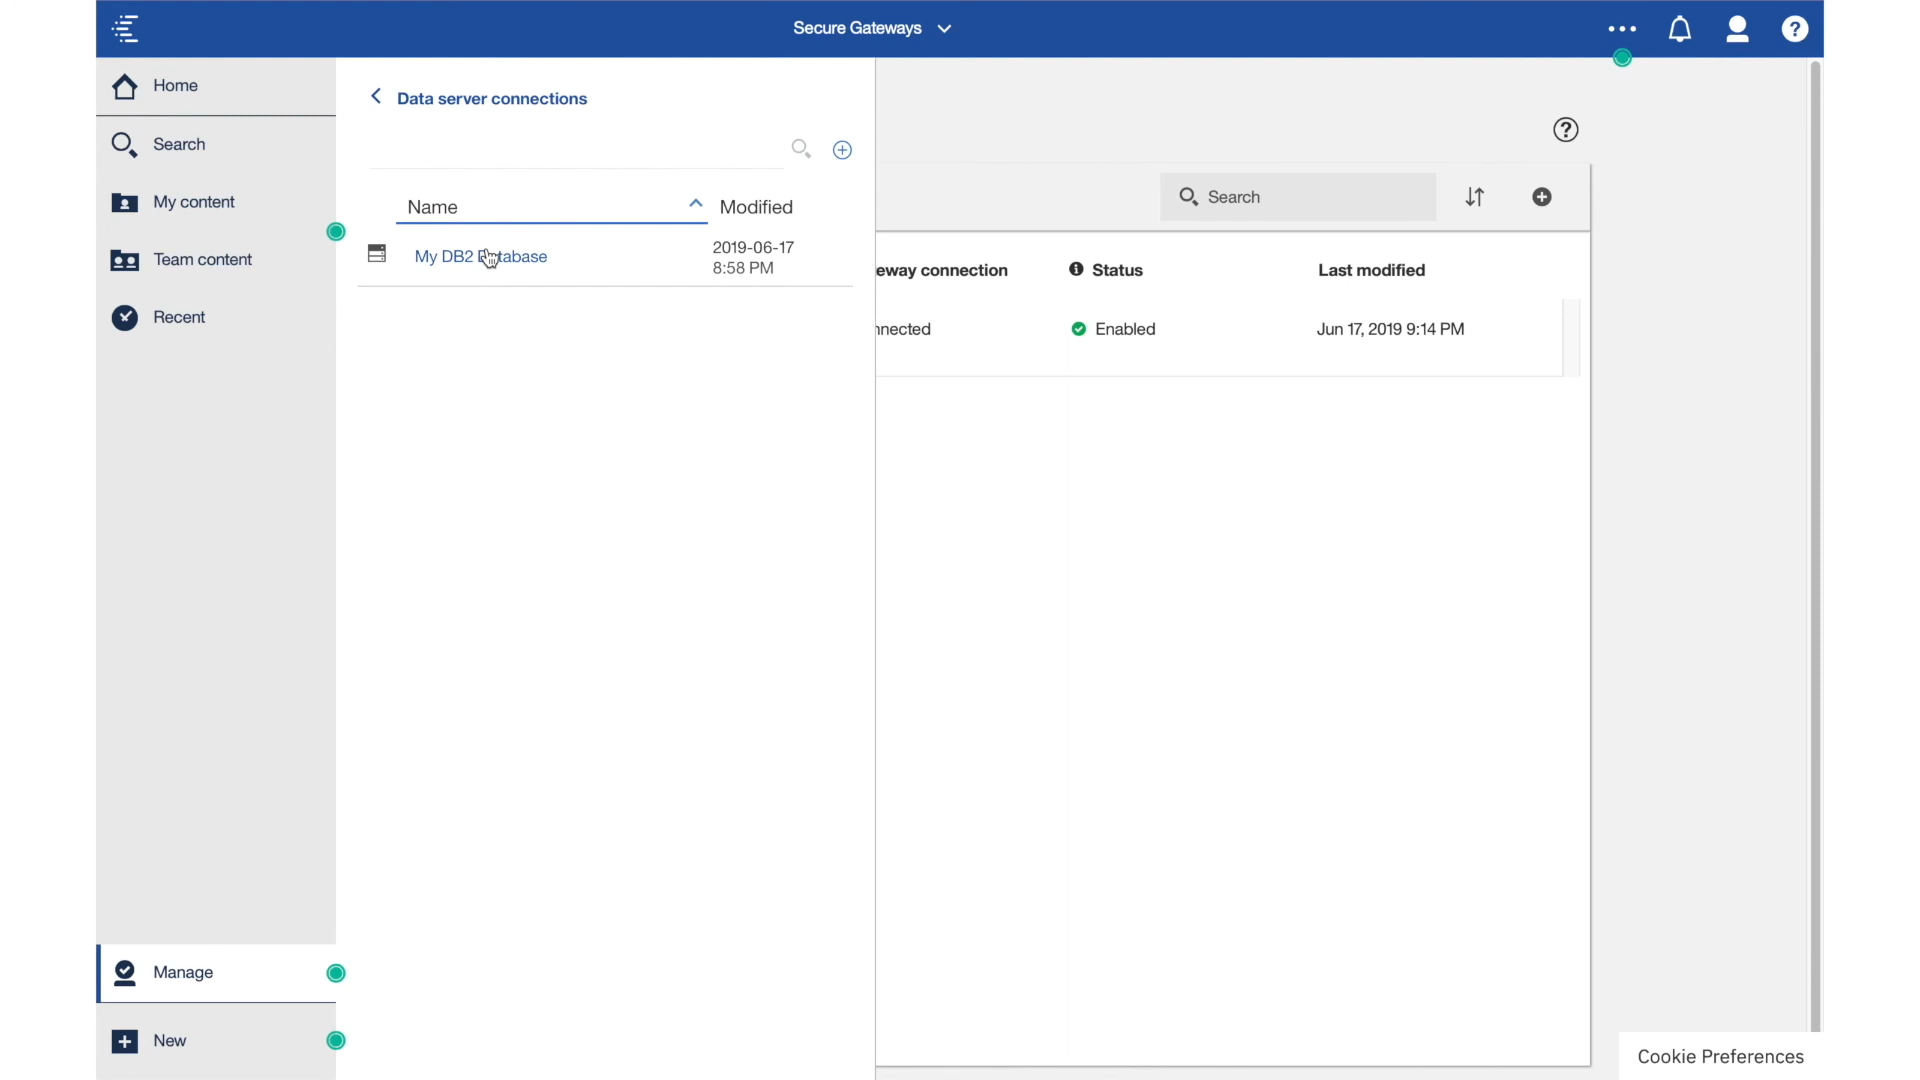 Secure Gateways
?
Home
Data server connections
Search
?
Name
Modified
Search
My content
My DB2 Database
2019-06-17
8:58 PM
Team content
eway connection
Status
Last modified
Recent
nnected
Enabled
Jun 17, 2019 9:14 PM
Manage
New
Cookie Preferences